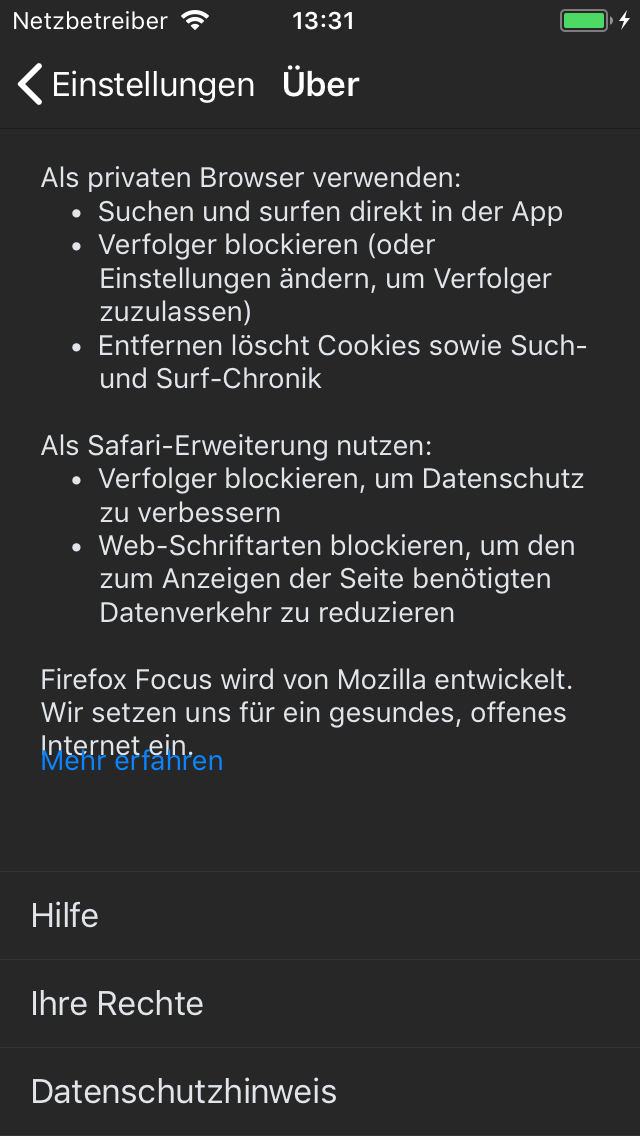 Netzbetreiber 13:31
Einstellungen Über
Als privaten Browser verwenden:
• Suchen und surfen direkt in der App
• Verfolger blockieren (oder
Einstellungen ändern, um Verfolger
zuzulassen)
• Entfernen löscht Cookies sowie Such-
und Surf-Chronik
Als Safari-Erweiterung nutzen:
• Verfolger blockieren, um Datenschutz
zu verbessern
• Web-Schriftarten blockieren, um den
zum Anzeigen der Seite benötigten
Datenverkehr zu reduzieren
Firefox Focus wird von Mozilla entwickelt.
Wir setzen uns für ein gesundes, offenes
Internet ein.
Mehr erfahren
Hilfe
Ihre Rechte
Datenschutzhinweis